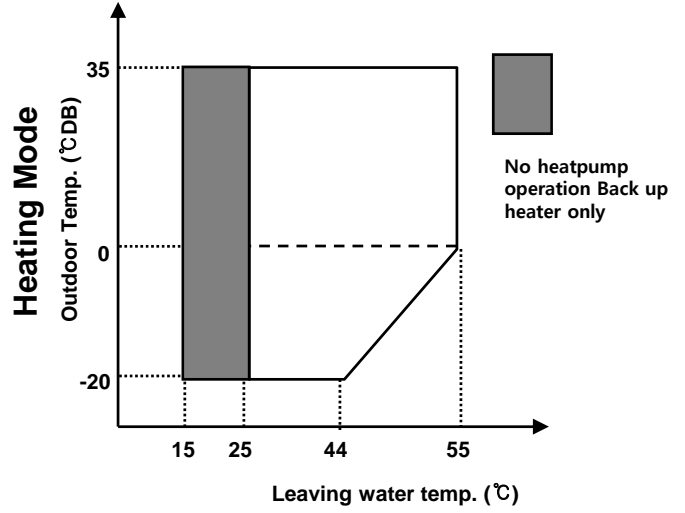 Heating Mode
Outdoor Temp. (℃DB)
35
0
-20
15
25
44
55
Leaving water temp. (℃)
No heatpump
operation Back up
heater only